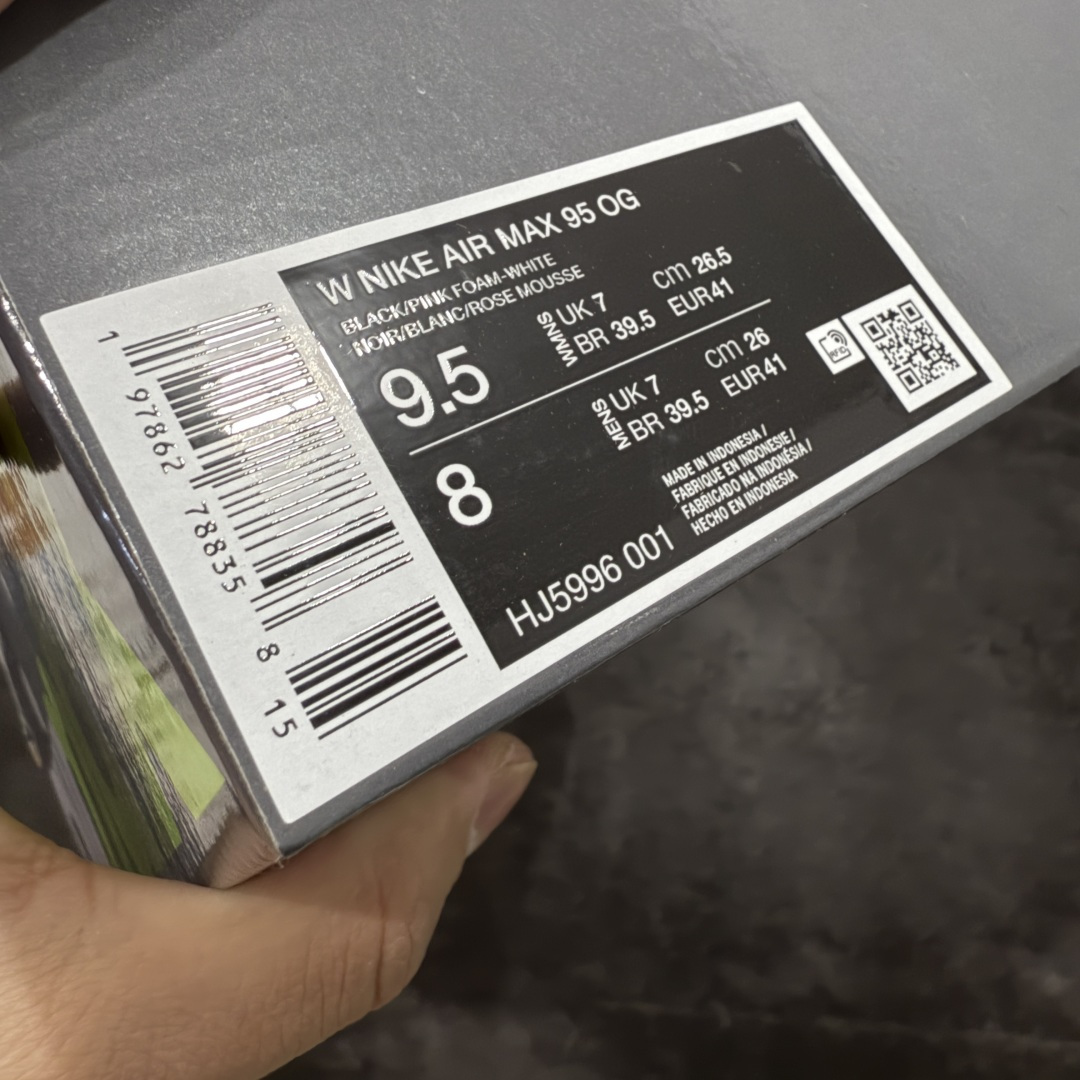 W NIKE AIR MAX 95 OG
BLACK/PINK FOAM-WHITE
NOIR/BLANC/ROSE MOUSSE
9.5
WMNS
UK 7
cm 26.5
BR 39.5
EUR41
8
MENS
UK 7
cm 26
BR 39.5
EUR41
RFID
MADE IN INDONESIA /
FABRIQUE EN INDONESIE /
FABRICADO NA INDONÉSIA /
HECHO EN INDONESIA
HJ5996 001
1 97862 78835 8 15